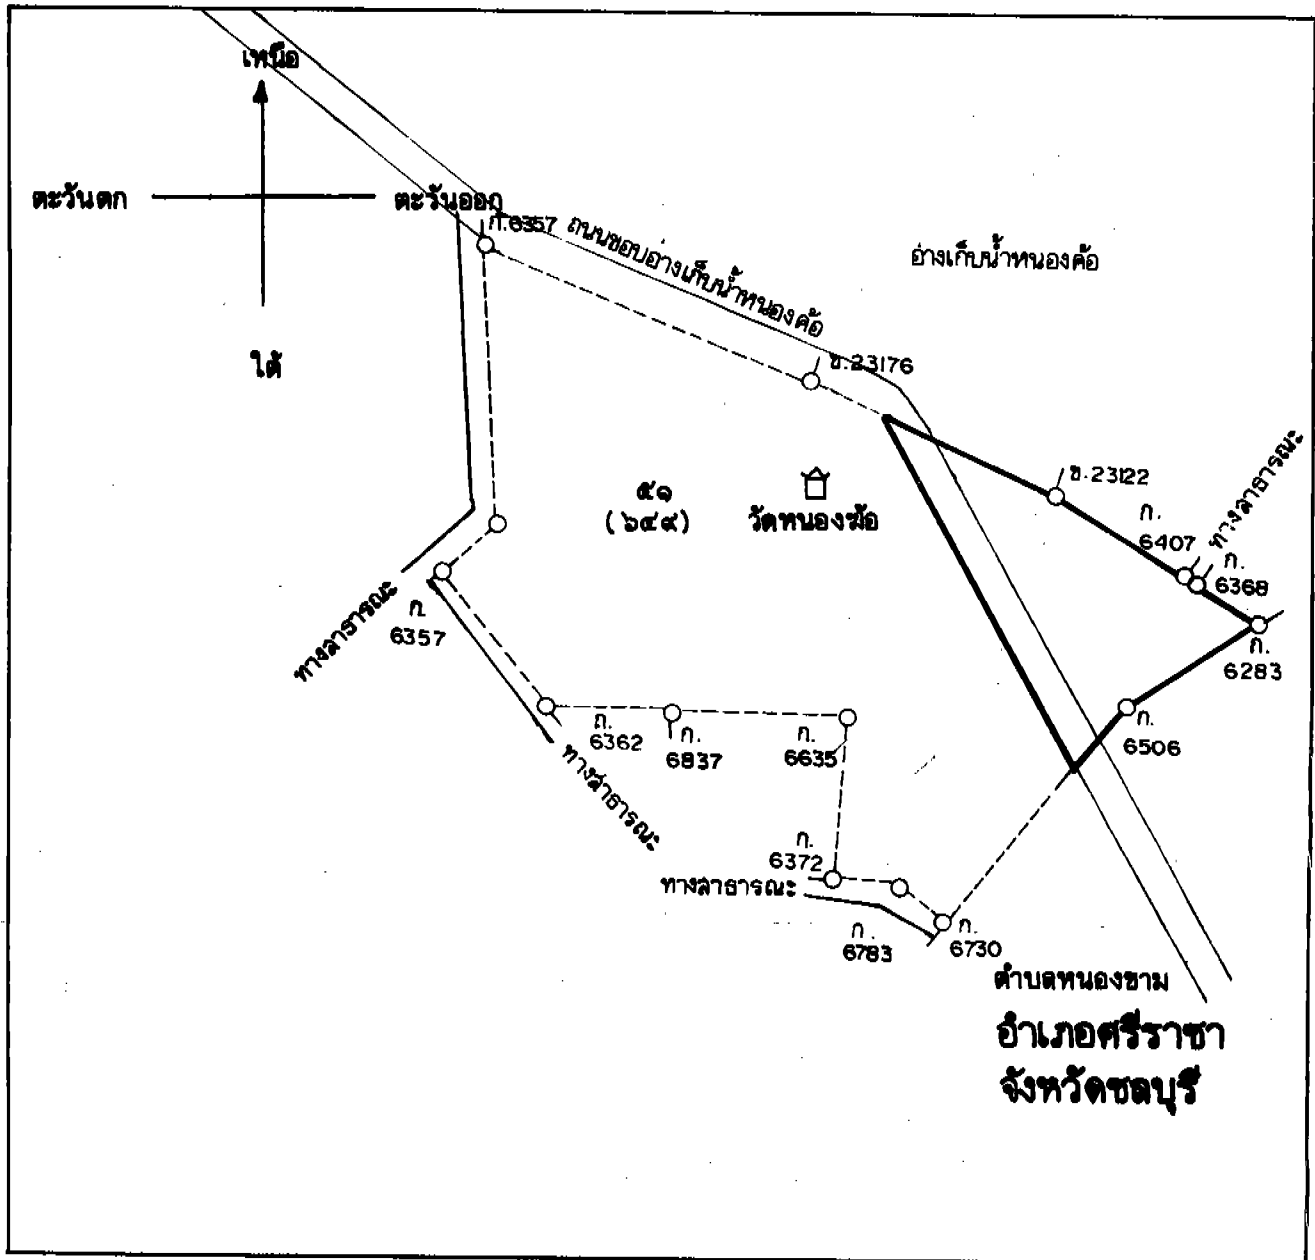 เหนือ
ตะวันตก
ตะวันออก
ใต้
ก.6357
ถนนขอบอ่างเก็บน้ำหนองค้อ
อ่างเก็บน้ำหนองค้อ
ข.23176
ข.23122
ก.
6407
ทางสาธารณะ
ก.
6368
ก.
6283
ก.
6506
๕๑
(๖๔๙)
วัดหนองฆ้อ
ทางสาธารณะ
ก.
6357
ถ.
6362
ก.
6837
ก.
6635
ทางสาธารณะ
ก.
6372
ทางสาธารณะ
ก.
6783
ก.
6730
ตำบลหนองขาม
อำเภอศรีราชา
จังหวัดชลบุรี